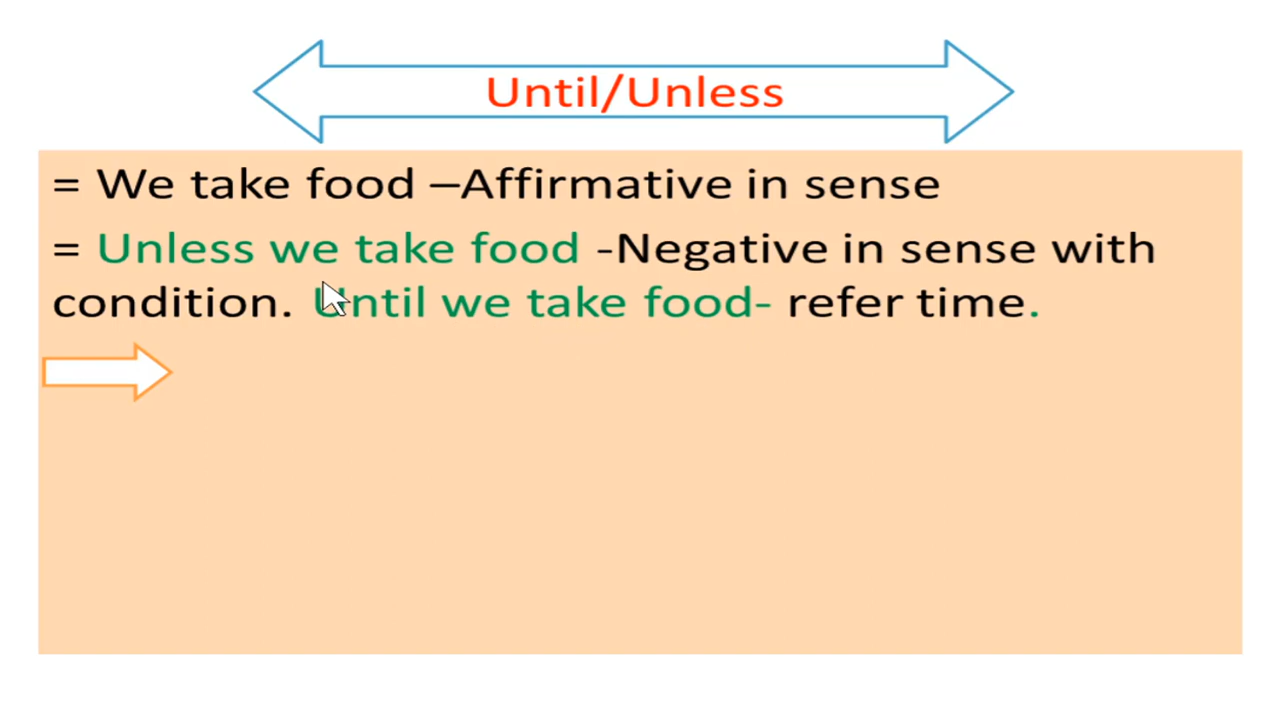 Until/Unless
= We take food –Affirmative in sense
= Unless we take food -Negative in sense with
condition. Until we take food- refer time.